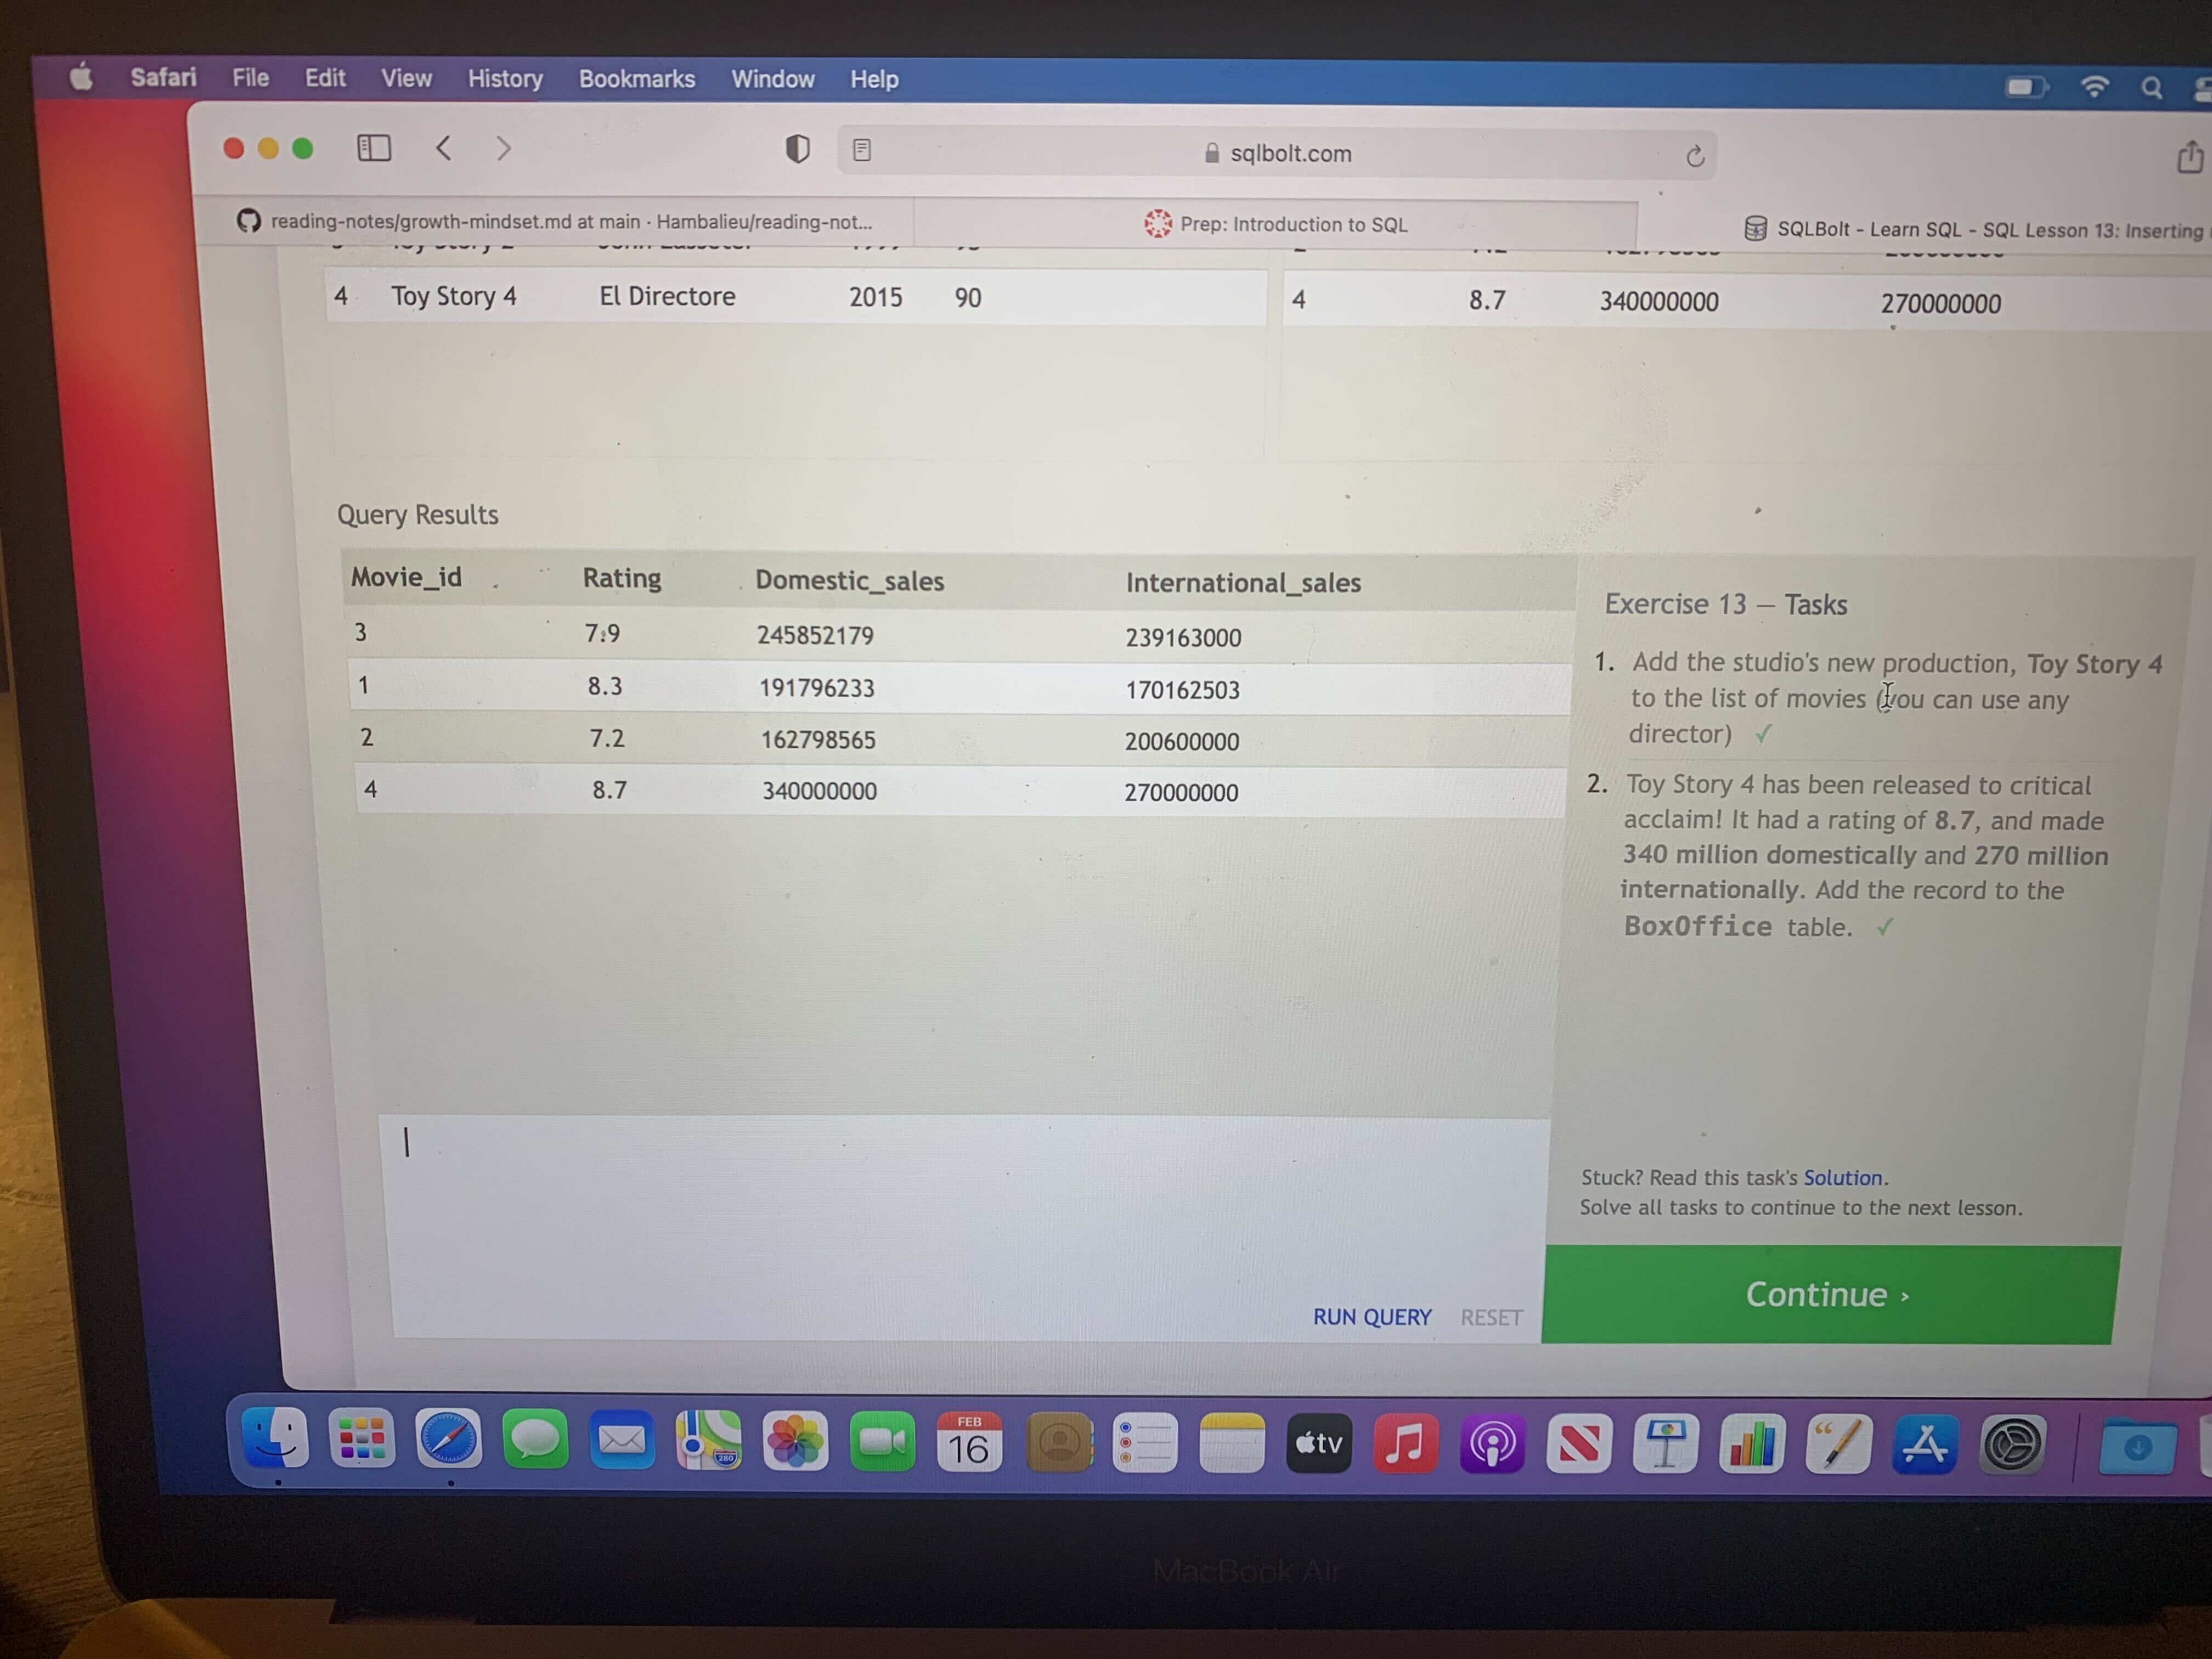 Safari File Edit View History Bookmarks Window Help
sqlbolt.com
reading-notes/growth-mindset.md at main · Hambalieu/reading-not...
Prep: Introduction to SQL
SQLBolt - Learn SQL - SQL Lesson 13: Inserting
4 Toy Story 4 El Directore 2015 90
4 8.7 340000000 270000000
Query Results
Movie_id Rating Domestic_sales International_sales
3 7.9 245852179 239163000
1 8.3 191796233 170162503
2 7.2 162798565 200600000
4 8.7 340000000 270000000
Exercise 13 — Tasks
1. Add the studio's new production, Toy Story 4
to the list of movies (you can use any
director) ✓
2. Toy Story 4 has been released to critical
acclaim! It had a rating of 8.7, and made
340 million domestically and 270 million
internationally. Add the record to the
BoxOffice table. ✓
Stuck? Read this task's Solution.
Solve all tasks to continue to the next lesson.
RUN QUERY RESET
Continue ›
FEB
16
280
tv
MacBook Air